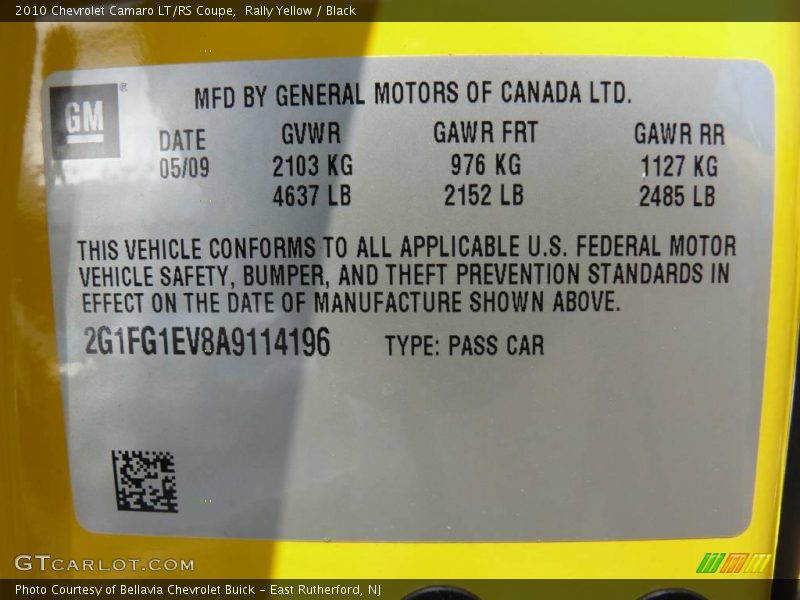 2010 Chevrolet Camaro LT/RS Coupe, Rally Yellow / Black
GM
®
MFD BY GENERAL MOTORS OF CANADA LTD.
DATE GVWR GAWR FRT GAWR RR
05/09 2103 KG 976 KG 1127 KG
4637 LB 2152 LB 2485 LB
THIS VEHICLE CONFORMS TO ALL APPLICABLE U.S. FEDERAL MOTOR
VEHICLE SAFETY, BUMPER, AND THEFT PREVENTION STANDARDS IN
EFFECT ON THE DATE OF MANUFACTURE SHOWN ABOVE.
2G1FG1EV8A9114196 TYPE: PASS CAR
GTCARLOT.COM
Photo Courtesy of Bellavia Chevrolet Buick - East Rutherford, NJ